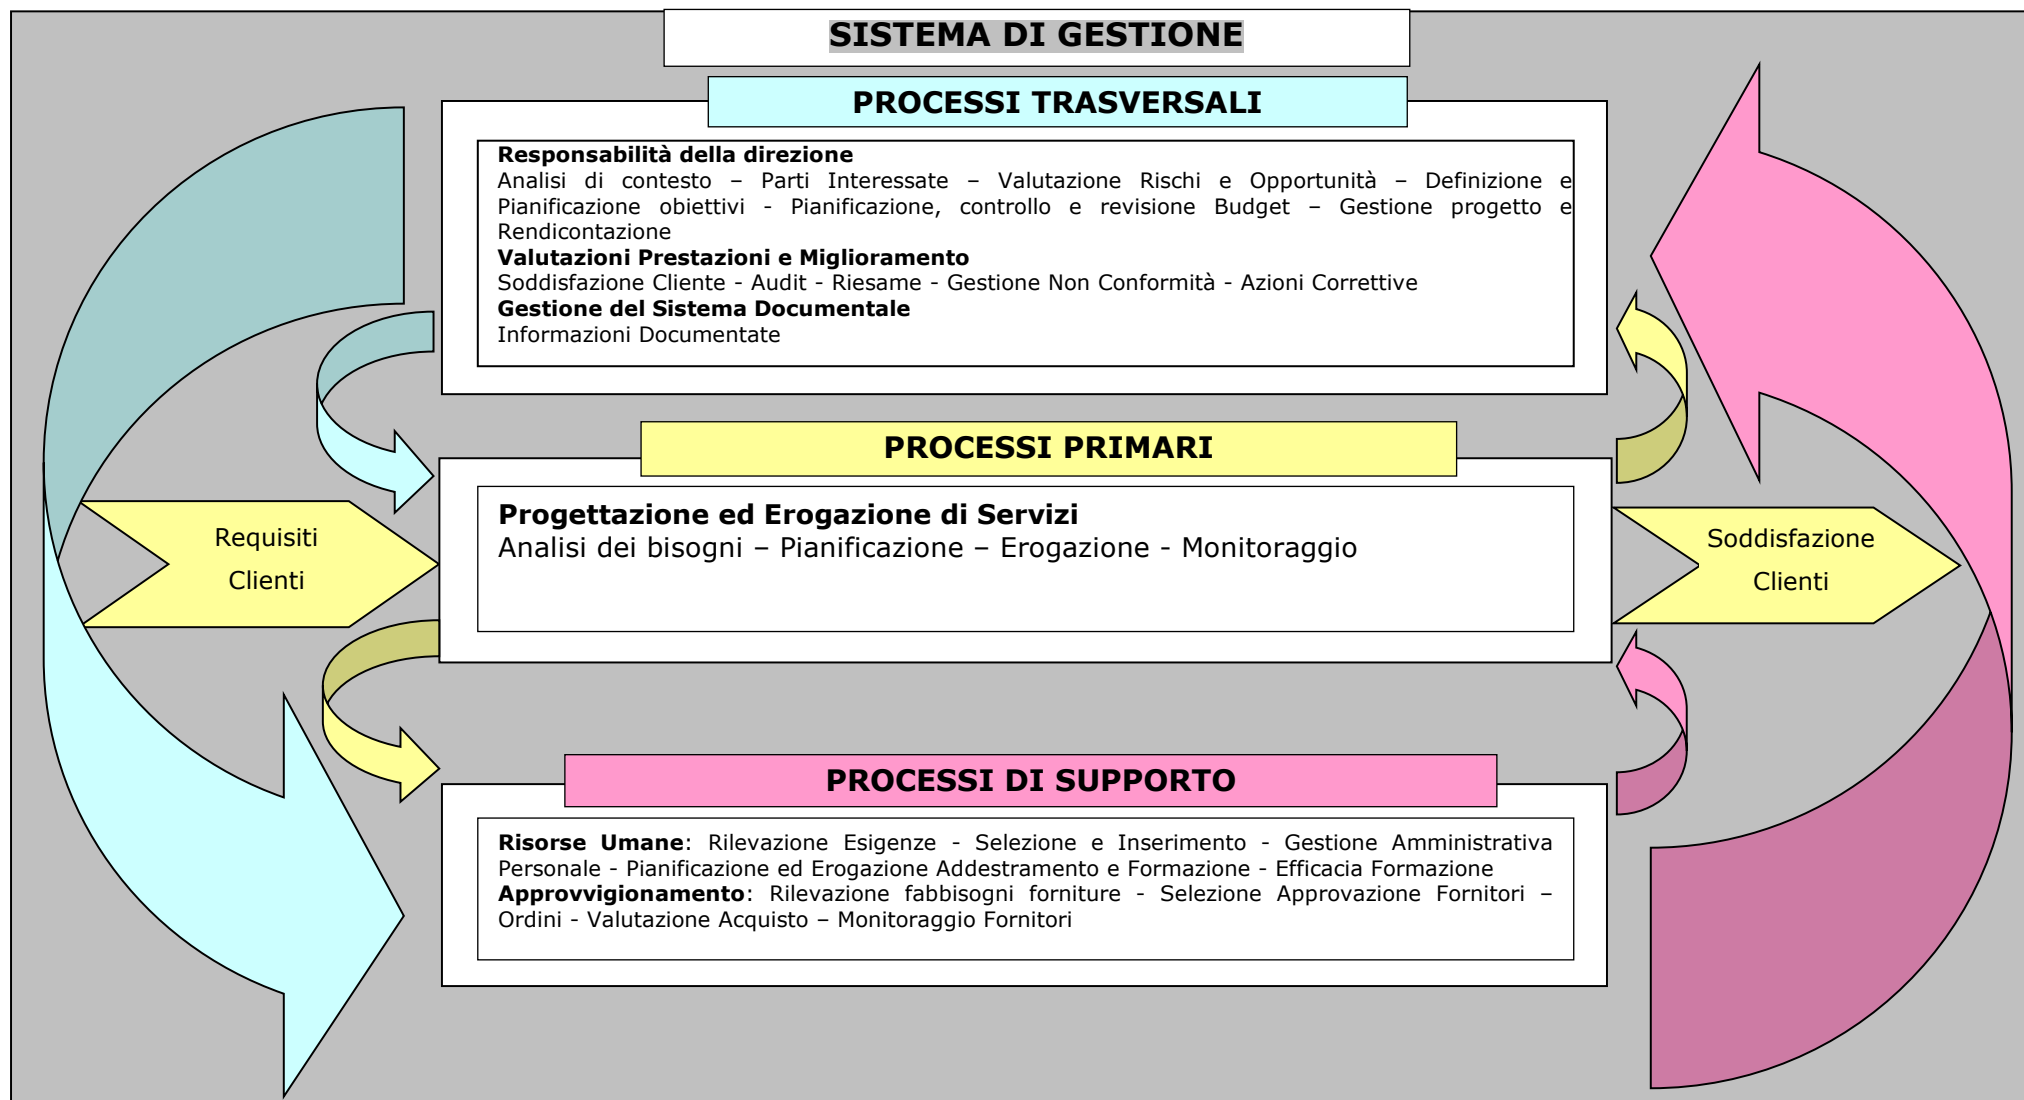 SISTEMA DI GESTIONE
PROCESSI TRASVERSALI
Responsabilità della direzione
Analisi di contesto – Parti Interessate – Valutazione Rischi e Opportunità – Definizione e
Pianificazione obiettivi - Pianificazione, controllo e revisione Budget – Gestione progetto e
Rendicontazione
Valutazioni Prestazioni e Miglioramento
Soddisfazione Cliente - Audit - Riesame - Gestione Non Conformità - Azioni Correttive
Gestione del Sistema Documentale
Informazioni Documentate
PROCESSI PRIMARI
Requisiti
Clienti
Progettazione ed Erogazione di Servizi
Analisi dei bisogni – Pianificazione – Erogazione - Monitoraggio
Soddisfazione
Clienti
PROCESSI DI SUPPORTO
Risorse Umane: Rilevazione Esigenze - Selezione e Inserimento - Gestione Amministrativa
Personale - Pianificazione ed Erogazione Addestramento e Formazione - Efficacia Formazione
Approvvigionamento: Rilevazione fabbisogni forniture - Selezione Approvazione Fornitori –
Ordini - Valutazione Acquisto – Monitoraggio Fornitori